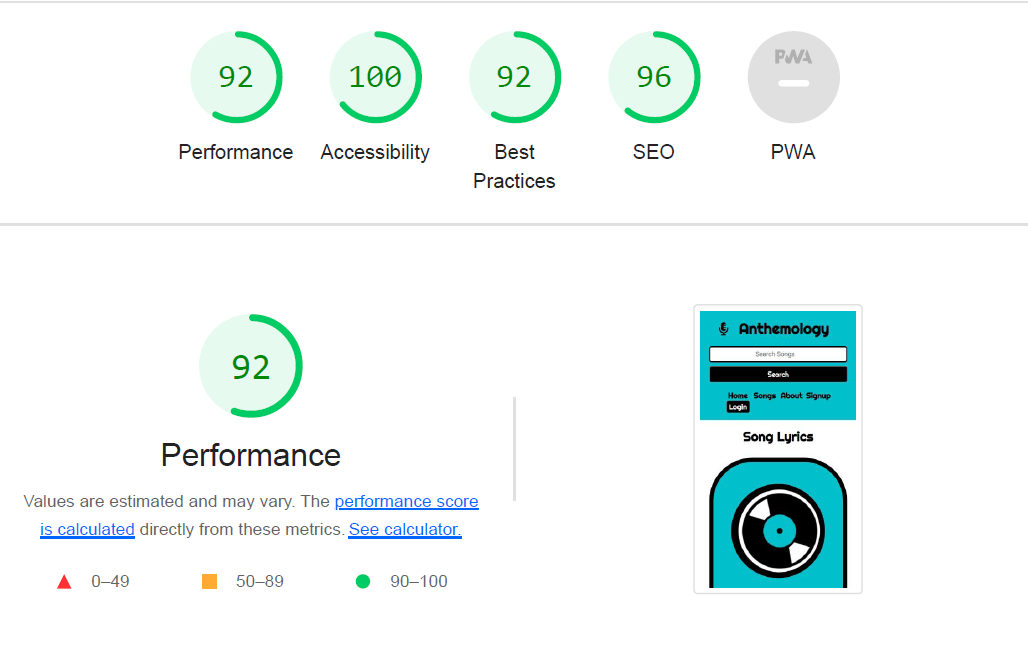 92
100
92
96
PWA
Performance
Accessibility
Best
Practices
SEO
PWA
92
Performance
Values are estimated and may vary. The performance score
is calculated directly from these metrics. See calculator.
0–49
50–89
90–100
Anthemology
Search Songs
Search
Home Songs About Signup
Login
Song Lyrics